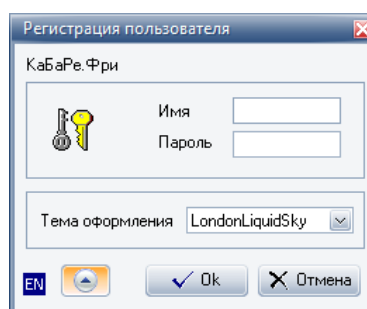 Регистрация пользователя
КаБаРе.Фри
Имя
Пароль
Тема оформления LondonLiquidSky
EN Ok Отмена